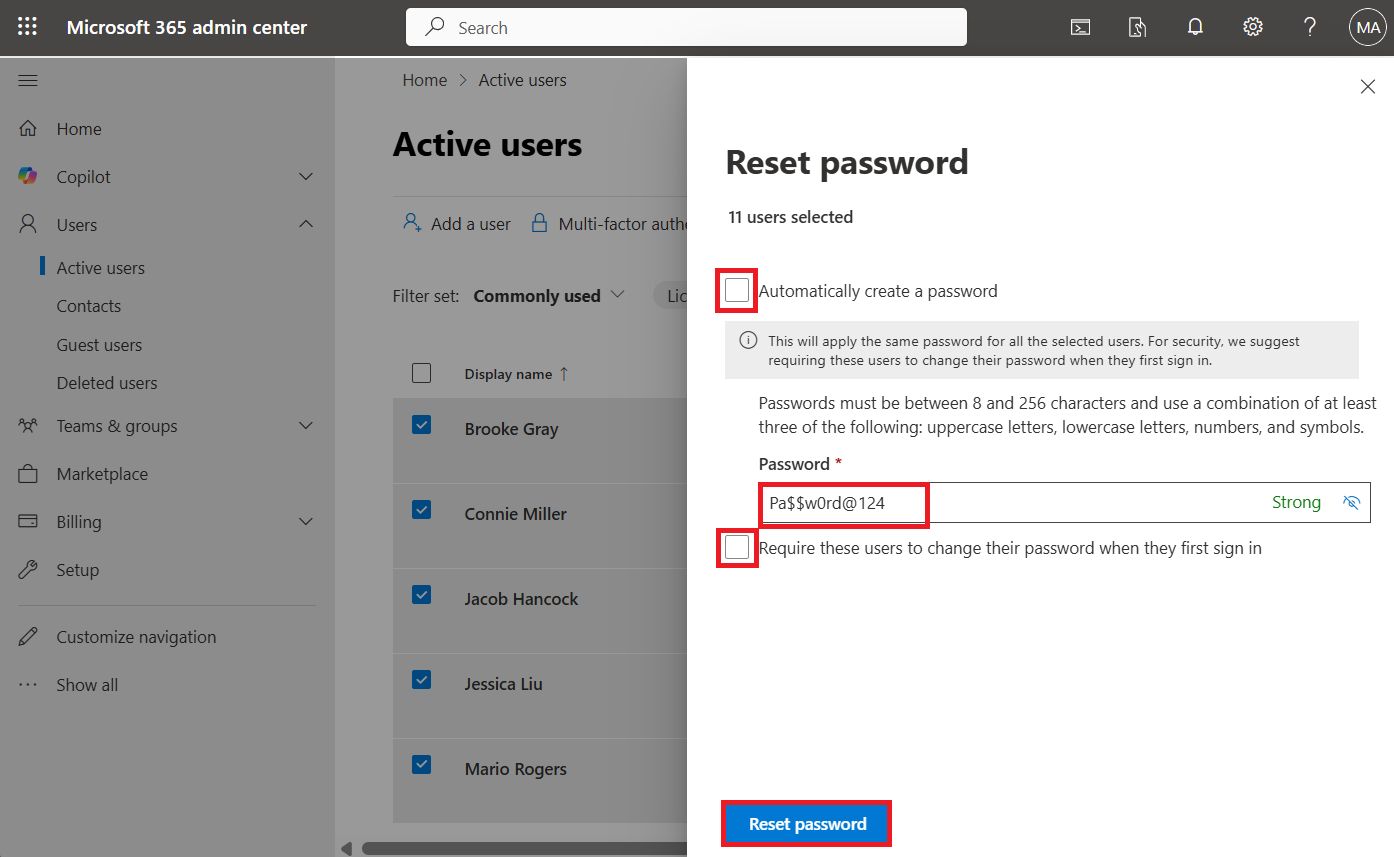 Microsoft 365 admin center
Search
MA
Home
Copilot
Users
Active users
Contacts
Guest users
Deleted users
Teams & groups
Marketplace
Billing
Setup
Customize navigation
Show all
Home > Active users
Active users
Add a user
Multi-factor authe
Filter set: Commonly used
Lic
Display name ↑
Brooke Gray
Connie Miller
Jacob Hancock
Jessica Liu
Mario Rogers
Reset password
11 users selected
Automatically create a password
This will apply the same password for all the selected users. For security, we suggest
requiring these users to change their password when they first sign in.
Passwords must be between 8 and 256 characters and use a combination of at least
three of the following: uppercase letters, lowercase letters, numbers, and symbols.
Password *
Pa$$w0rd@124
Strong
Require these users to change their password when they first sign in
Reset password